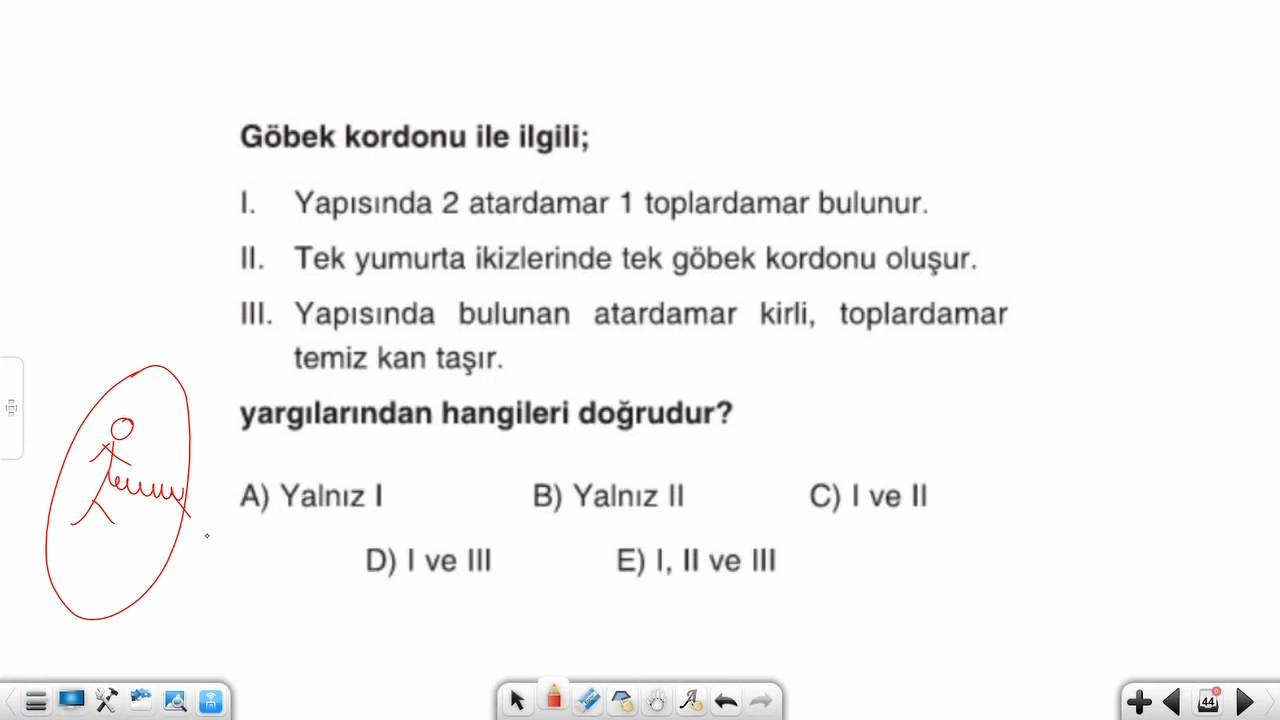 Göbek kordonu ile ilgili;
I. Yapısında 2 atardamar 1 toplardamar bulunur.
II. Tek yumurta ikizlerinde tek göbek kordonu oluşur.
III. Yapısında bulunan atardamar kirli, toplardamar
temiz kan taşır.
yargılarından hangileri doğrudur?
A) Yalnız I B) Yalnız II C) I ve II
D) I ve III E) I, II ve III
44
0